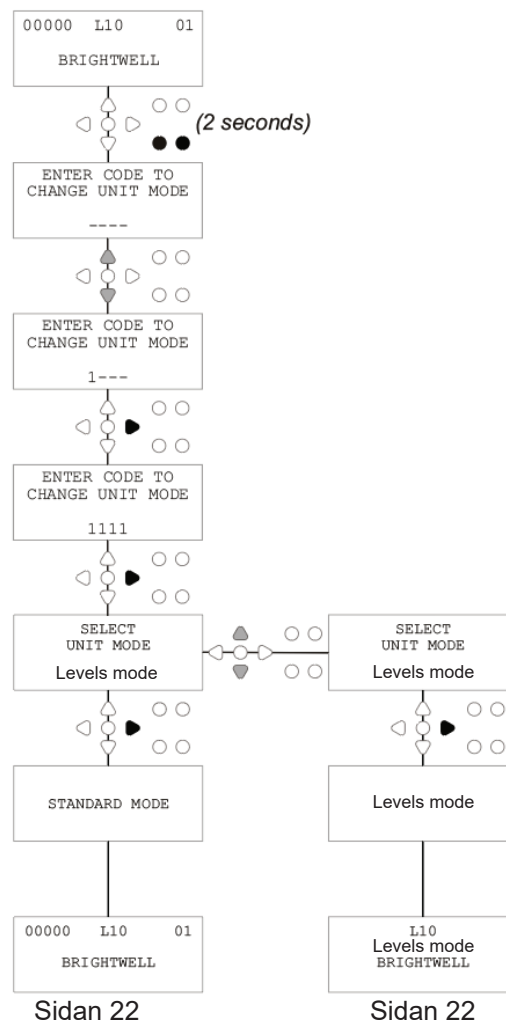 00000 L10 01
BRIGHTWELL
(2 seconds)
ENTER CODE TO
CHANGE UNIT MODE
----
ENTER CODE TO
CHANGE UNIT MODE
1---
ENTER CODE TO
CHANGE UNIT MODE
1111
SELECT
UNIT MODE
Levels mode
SELECT
UNIT MODE
Levels mode
STANDARD MODE
Levels mode
00000 L10 01
BRIGHTWELL
L10
Levels mode
BRIGHTWELL
Sidan 22
Sidan 22